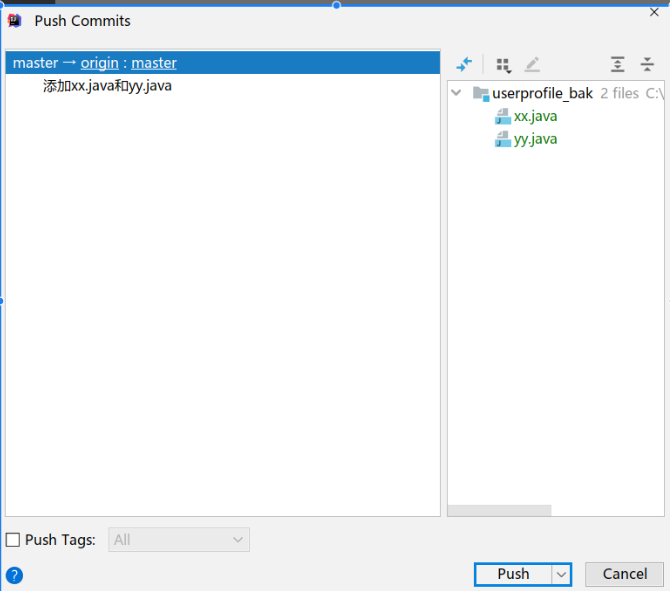 Push Commits
master → origin : master
添加xx.java和yy.java
userprofile_bak 2 files C:\
xx.java
yy.java
Push Tags: All
? Push Cancel